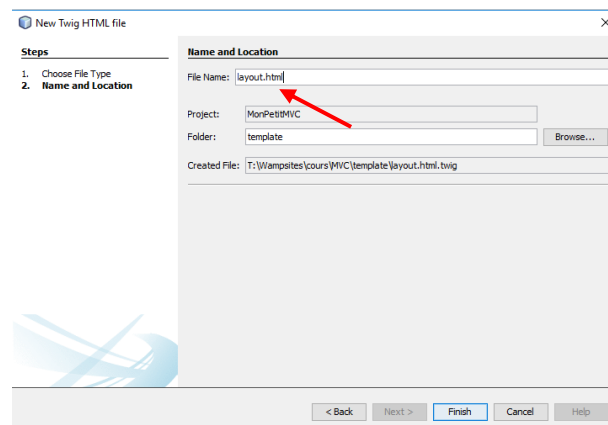 New Twig HTML file
Steps
1. Choose File Type
2. Name and Location
Name and Location
File Name: layout.html
Project: MonPetitMVC
Folder: template Browse...
Created File: T:\Wampsites\cours\MVC\template\layout.html.twig
< Back Next > Finish Cancel Help